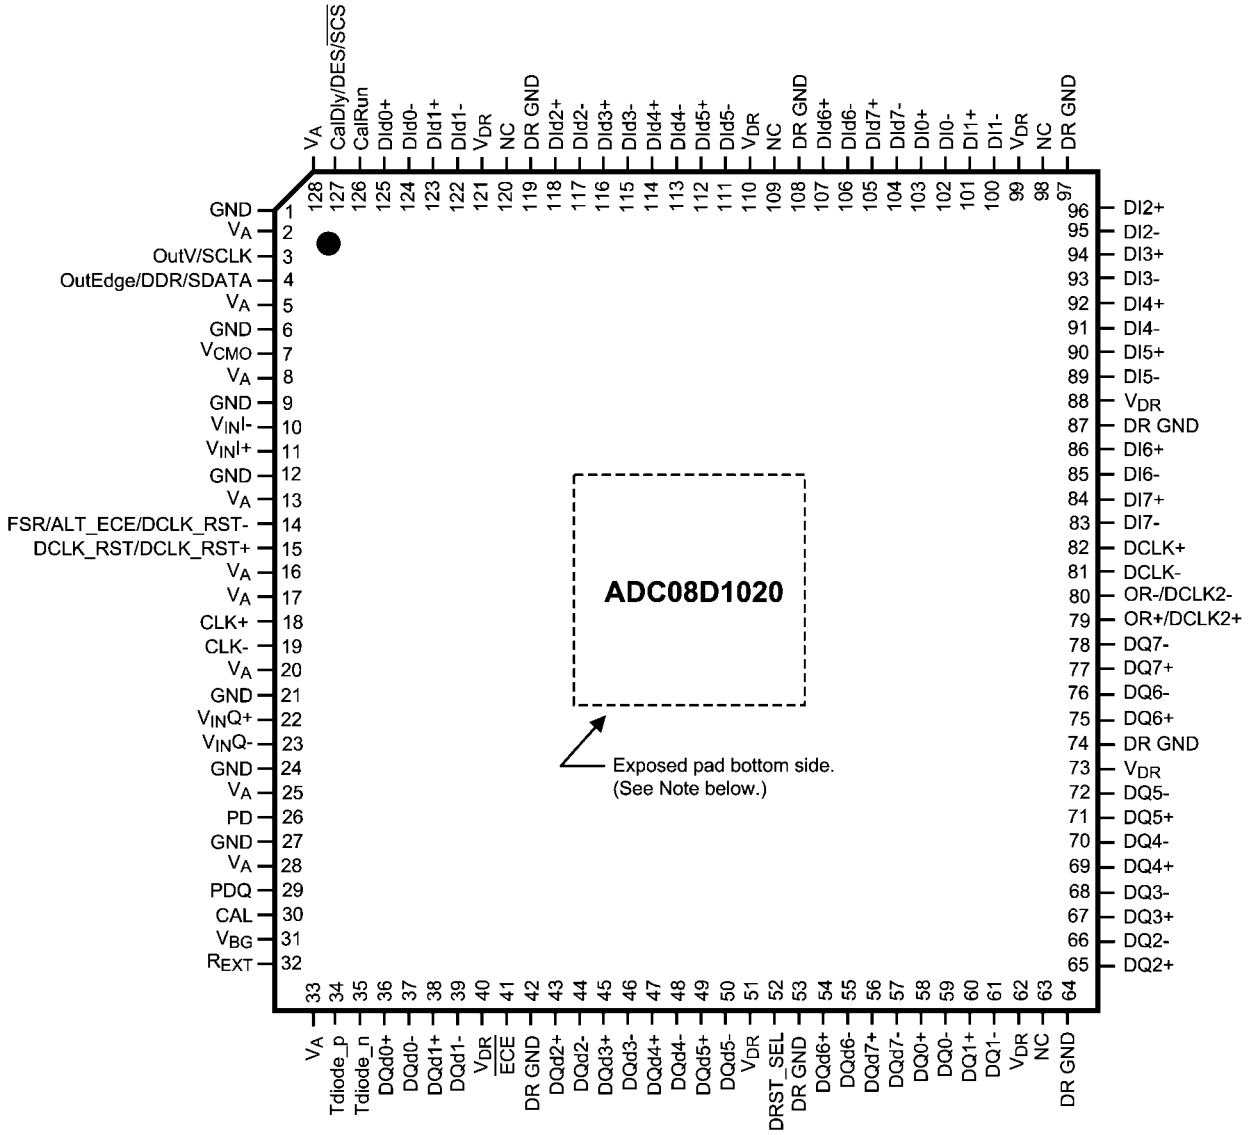 VA
CalDly/DES/SCS
CalRun
DId0+
DId0-
DId1+
DId1-
VDR
NC
DR GND
DId2+
DId2-
DId3+
DId3-
DId4+
DId4-
DId5+
DId5-
VDR
NC
DR GND
DId6+
DId6-
DId7+
DId7-
DI0+
DI0-
DI1+
DI1-
VDR
NC
DR GND
128
127
126
125
124
123
122
121
120
119
118
117
116
115
114
113
112
111
110
109
108
107
106
105
104
103
102
101
100
99
98
97
GND 1
VA 2
OutV/SCLK 3
OutEdge/DDR/SDATA 4
VA 5
GND 6
VCMO 7
VA 8
GND 9
VINI- 10
VINI+ 11
GND 12
VA 13
FSR/ALT_ECE/DCLK_RST- 14
DCLK_RST/DCLK_RST+ 15
VA 16
VA 17
CLK+ 18
CLK- 19
VA 20
GND 21
VINQ+ 22
VINQ- 23
GND 24
VA 25
PD 26
GND 27
VA 28
PDQ 29
CAL 30
VBG 31
REXT 32
ADC08D1020
Exposed pad bottom side.
(See Note below.)
96 DI2+
95 DI2-
94 DI3+
93 DI3-
92 DI4+
91 DI4-
90 DI5+
89 DI5-
88 VDR
87 DR GND
86 DI6+
85 DI6-
84 DI7+
83 DI7-
82 DCLK+
81 DCLK-
80 OR-/DCLK2-
79 OR+/DCLK2+
78 DQ7-
77 DQ7+
76 DQ6-
75 DQ6+
74 DR GND
73 VDR
72 DQ5-
71 DQ5+
70 DQ4-
69 DQ4+
68 DQ3-
67 DQ3+
66 DQ2-
65 DQ2+
33
34
35
36
37
38
39
40
41
42
43
44
45
46
47
48
49
50
51
52
53
54
55
56
57
58
59
60
61
62
63
64
VA
Tdiode_p
Tdiode_n
DQd0+
DQd0-
DQd1+
DQd1-
VDR
ECE
DR GND
DQd2+
DQd2-
DQd3+
DQd3-
DQd4+
DQd4-
DQd5+
DQd5-
VDR
DRST_SEL
DR GND
DQd6+
DQd6-
DQd7+
DQd7-
DQ0+
DQ0-
DQ1+
DQ1-
VDR
NC
DR GND